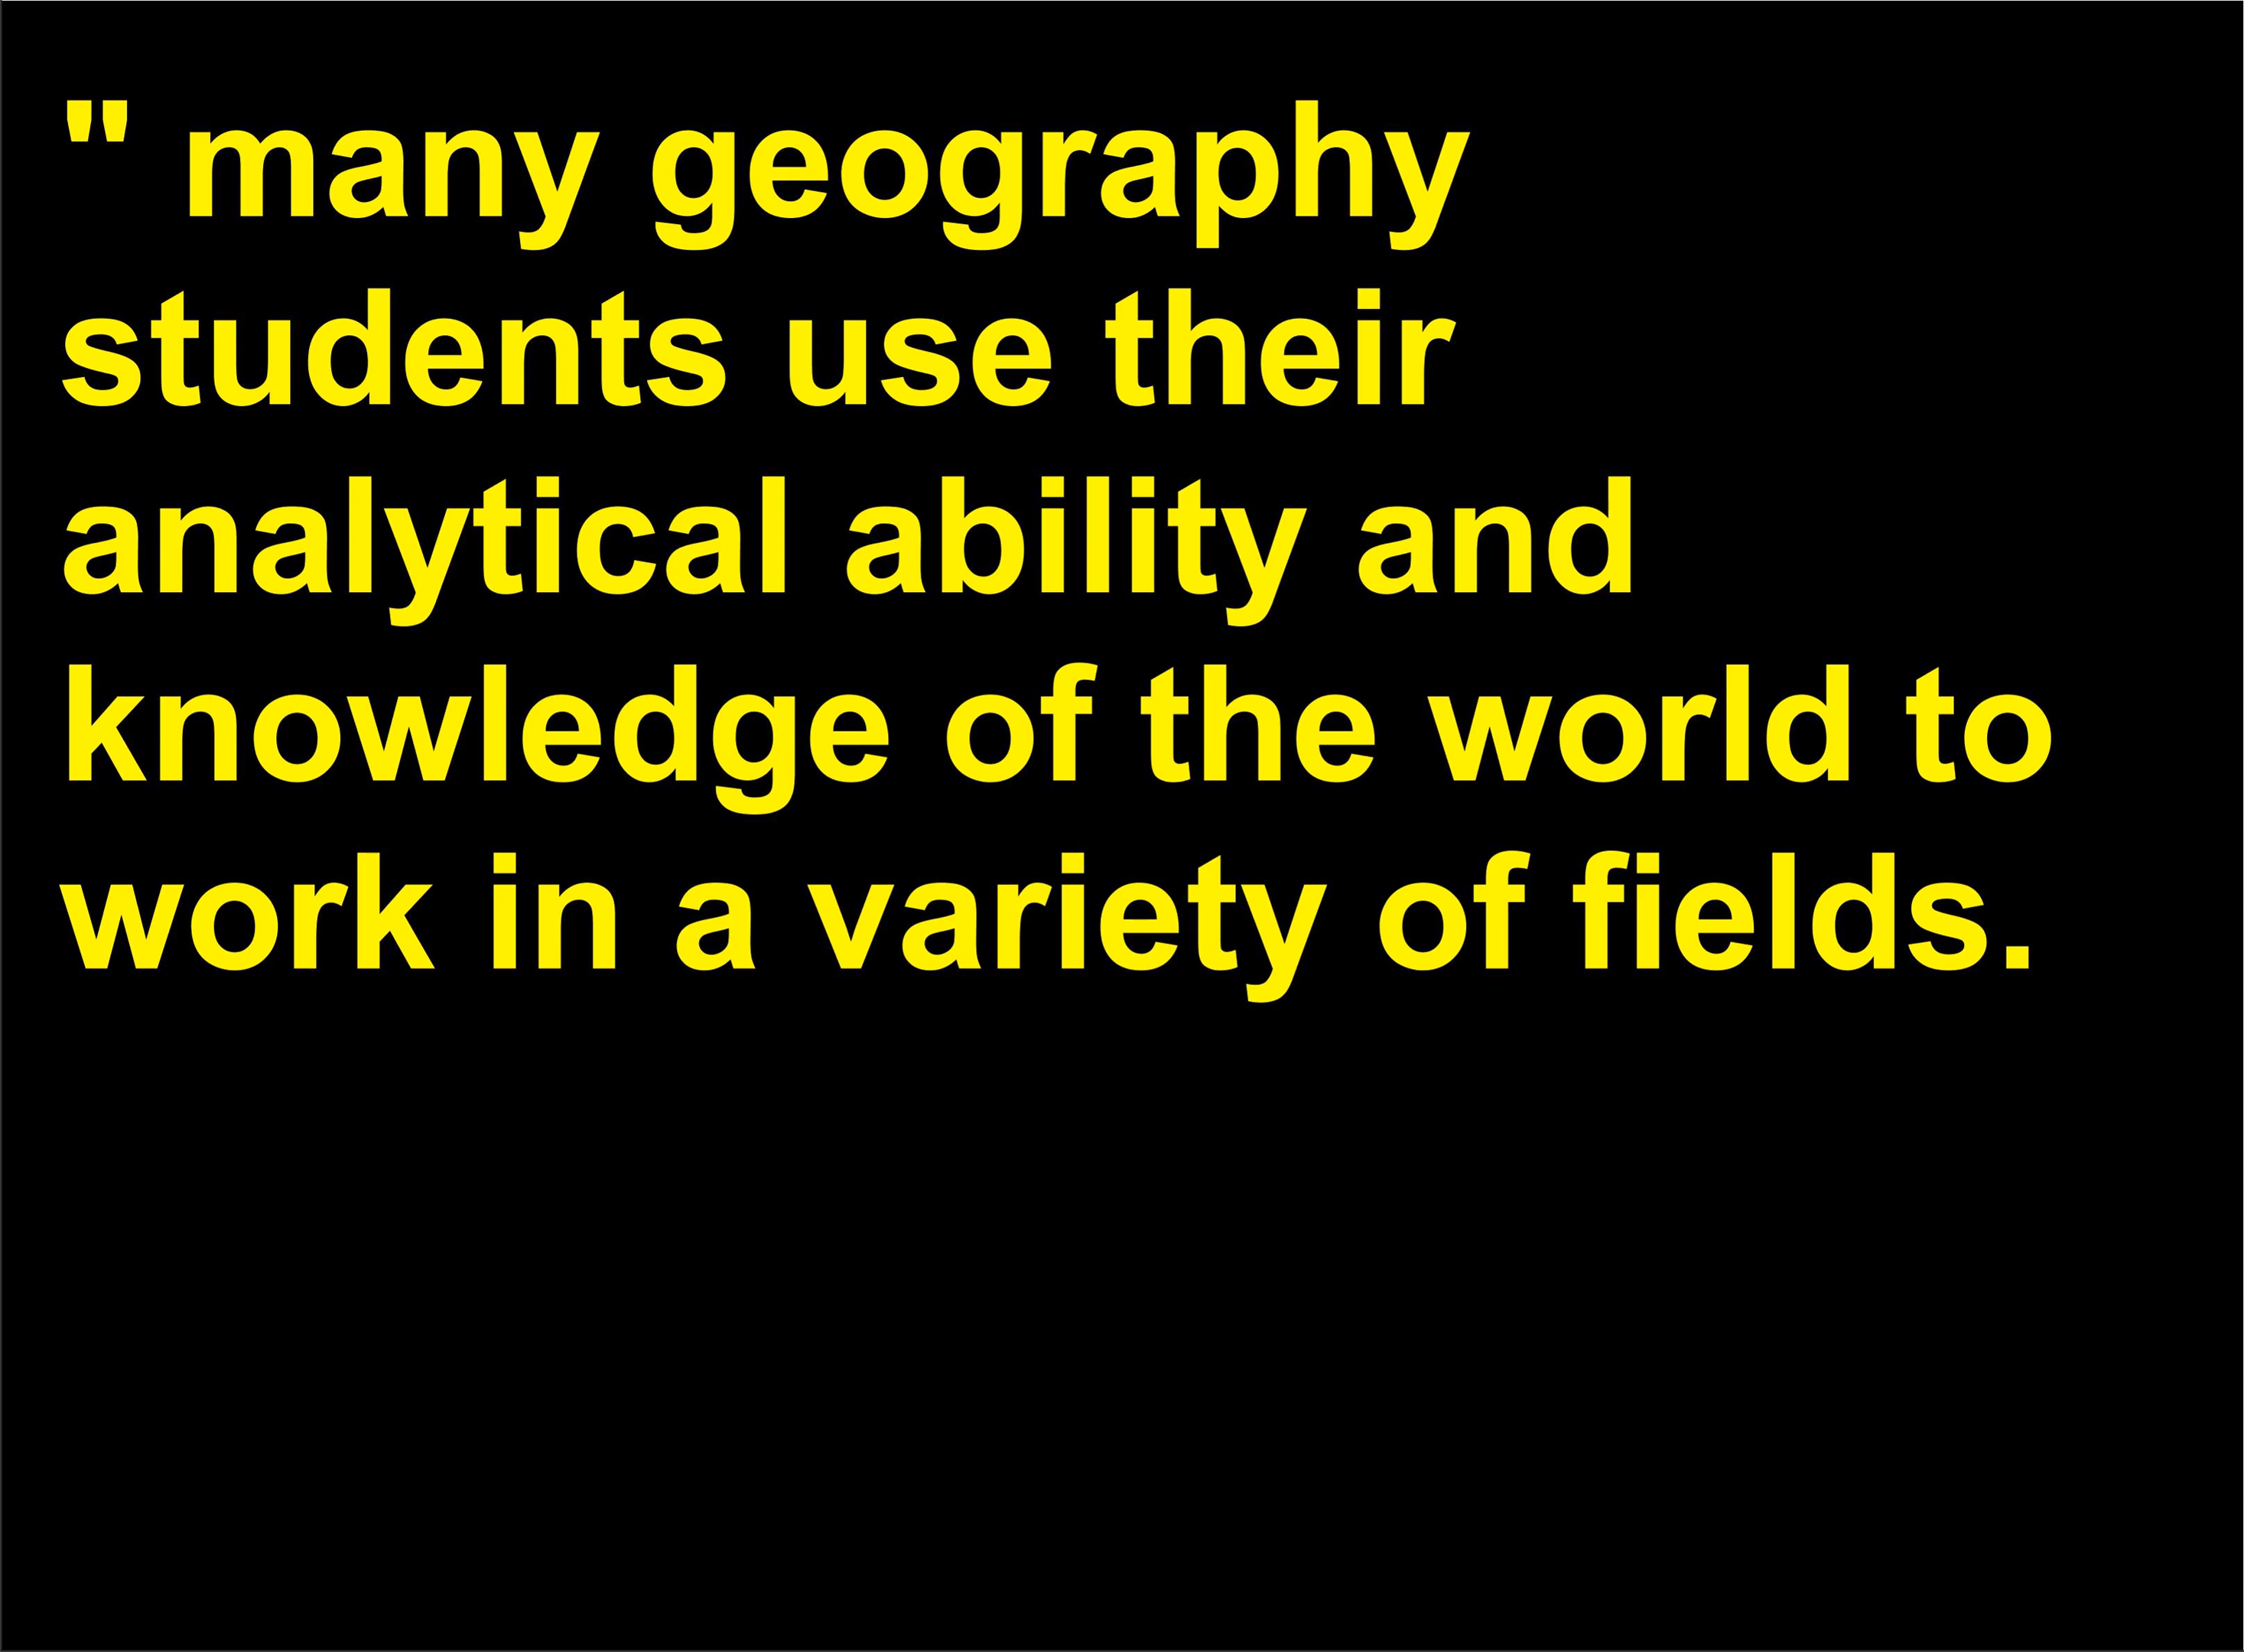 " many geography
students use their
analytical ability and
knowledge of the world to
work in a variety of fields.